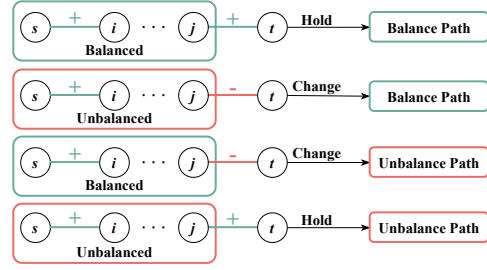 s + i · · · j + t Hold Balance Path
Balanced
s + i · · · j - t Change Balance Path
Unbalanced
s + i · · · j - t Change Unbalance Path
Balanced
s + i · · · j + t Hold Unbalance Path
Unbalanced